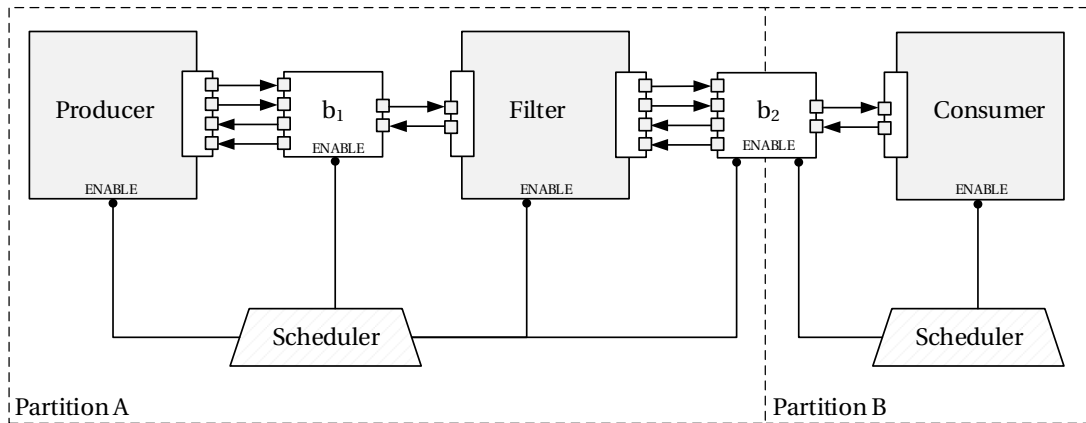 Producer
b₁
Filter
b₂
Consumer
ENABLE
ENABLE
ENABLE
ENABLE
ENABLE
Scheduler
Scheduler
Partition A
Partition B